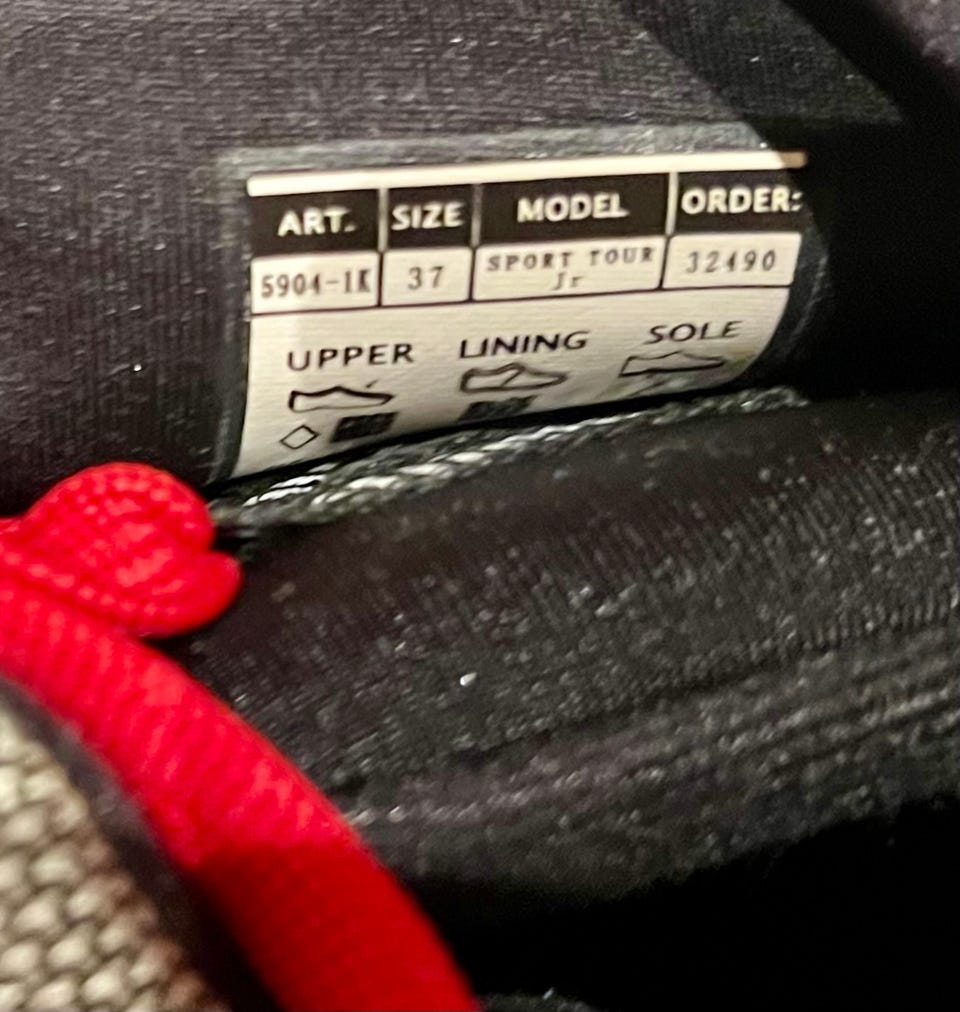 ART. SIZE MODEL ORDER:
5904-1K 37 SPORT TOUR Jr 32490
UPPER LINING SOLE